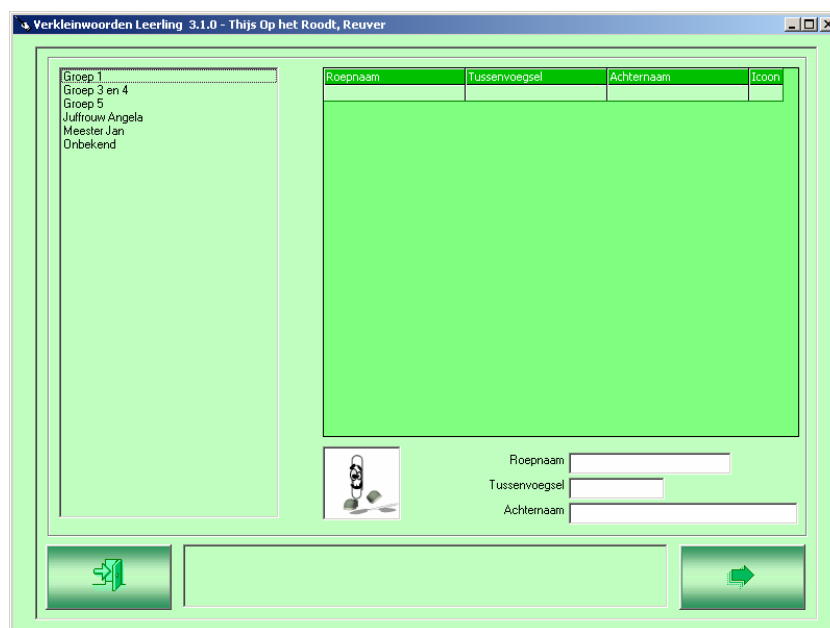 Verkleinwoorden Leerling 3.1.0 - Thijs Op het Roodt, Reuver
Groep 1
Groep 3 en 4
Groep 5
Juffrouw Angela
Meester Jan
Onbekend
Roepnaam Tussenvoegsel Achternaam Icoon
Roepnaam
Tussenvoegsel
Achternaam